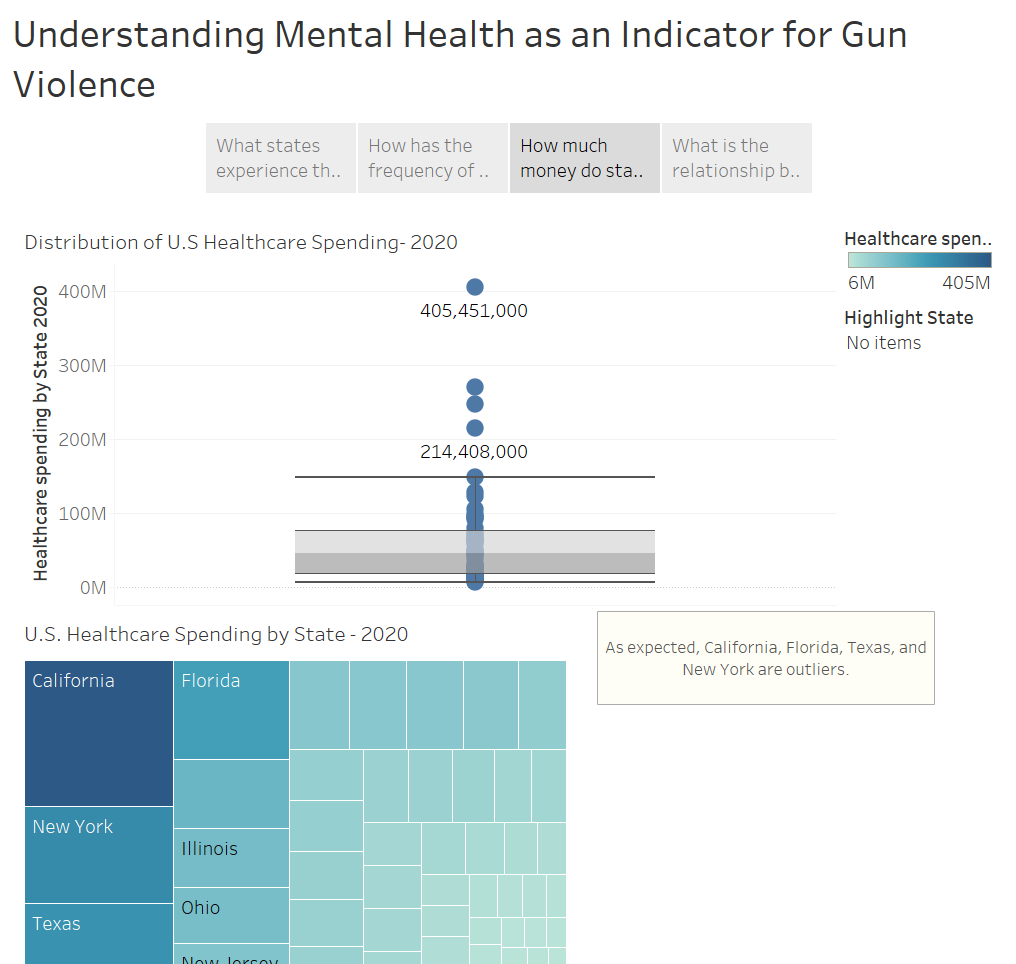 Understanding Mental Health as an Indicator for Gun
Violence
What states
experience th..
How has the
frequency of ..
How much
money do sta..
What is the
relationship b..
Distribution of U.S Healthcare Spending- 2020
Healthcare spending by State 2020
400M
300M
200M
100M
0M
405,451,000
214,408,000
Healthcare spen..
6M
405M
Highlight State
No items
U.S. Healthcare Spending by State - 2020
As expected, California, Florida, Texas, and
New York are outliers.
California
Florida
New York
Illinois
Ohio
Texas
New Jersey